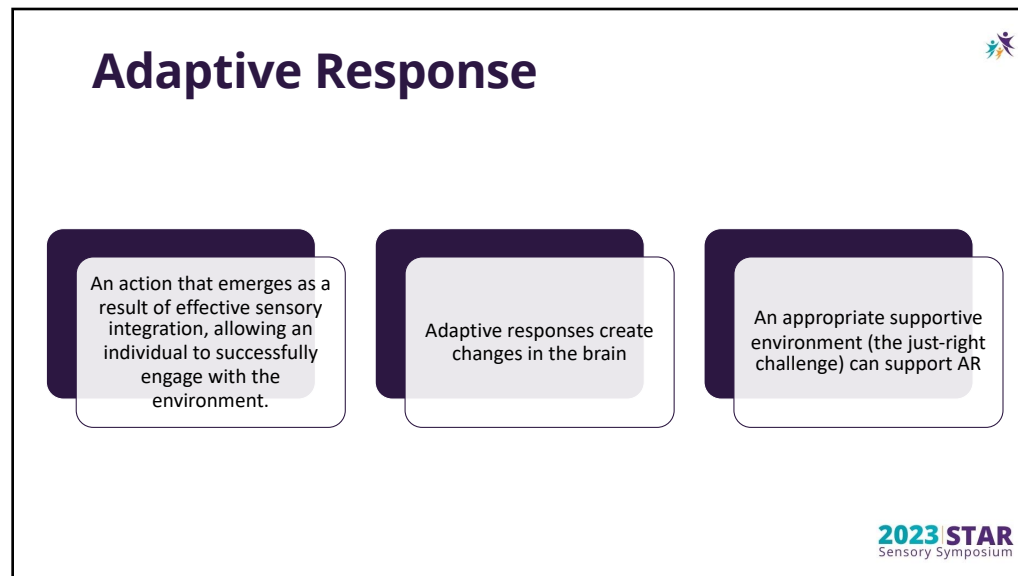 Adaptive Response
An action that emerges as a
result of effective sensory
integration, allowing an
individual to successfully
engage with the
environment.
Adaptive responses create
changes in the brain
An appropriate supportive
environment (the just-right
challenge) can support AR
2023 STAR
Sensory Symposium